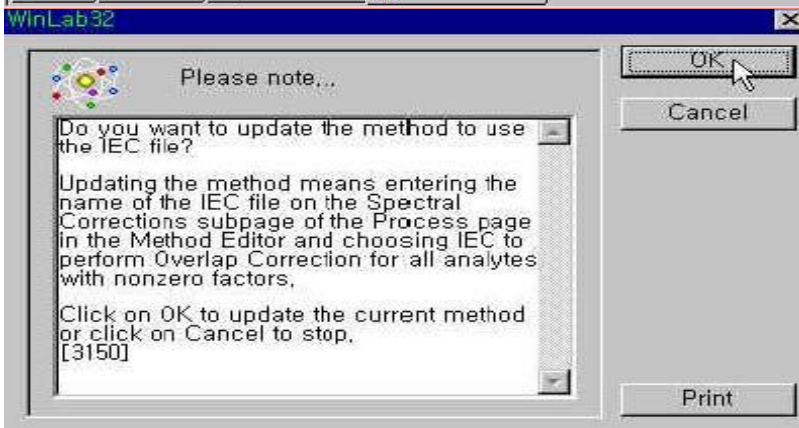 WinLab32
Please note,..
OK
Cancel
Do you want to update the method to use
the IEC file?
Updating the method means entering the
name of the IEC file on the Spectral
Corrections subpage of the Process page
in the Method Editor and choosing IEC to
perform Overlap Correction for all analytes
with nonzero factors,
Click on OK to update the current method
or click on Cancel to stop,
[3150]
Print